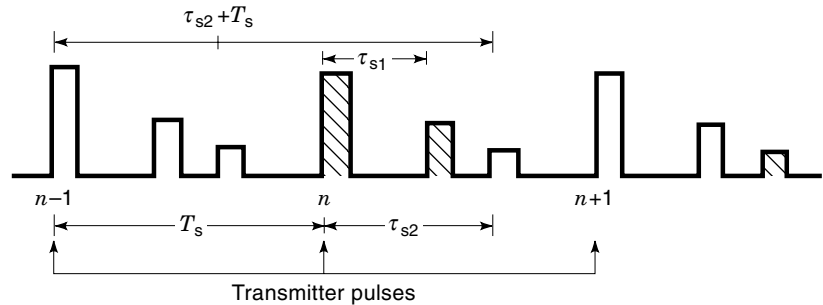 τs2 + Ts
τs1
n–1 n n+1
Ts τs2
Transmitter pulses